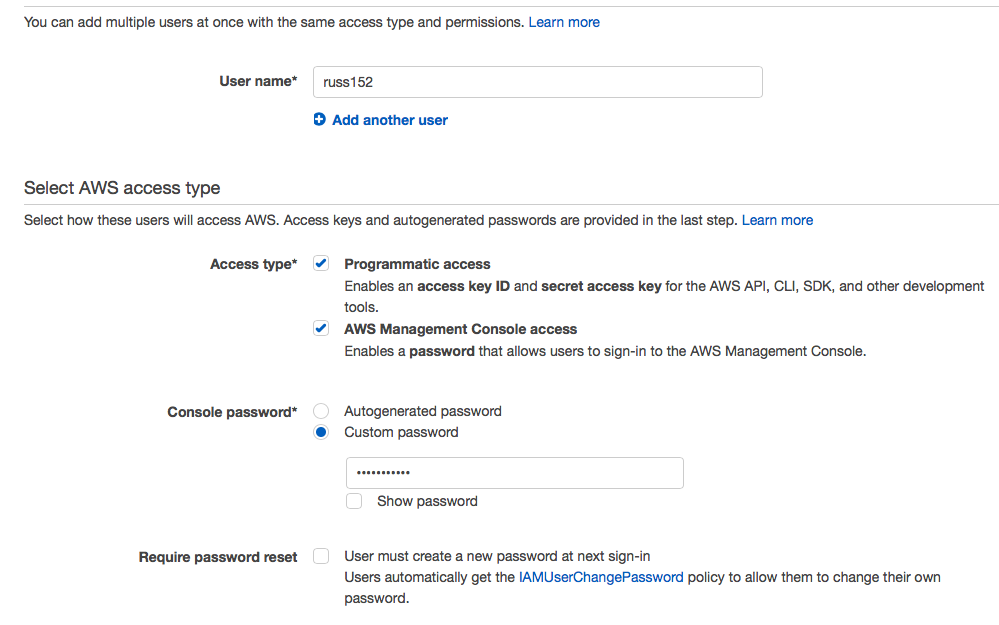 You can add multiple users at once with the same access type and permissions. Learn more
User name*
russ152
Add another user
Select AWS access type
Select how these users will access AWS. Access keys and autogenerated passwords are provided in the last step. Learn more
Access type*
Programmatic access
Enables an access key ID and secret access key for the AWS API, CLI, SDK, and other development
tools.
AWS Management Console access
Enables a password that allows users to sign-in to the AWS Management Console.
Console password*
Autogenerated password
Custom password
•••••••••••
Show password
Require password reset
User must create a new password at next sign-in
Users automatically get the IAMUserChangePassword policy to allow them to change their own
password.